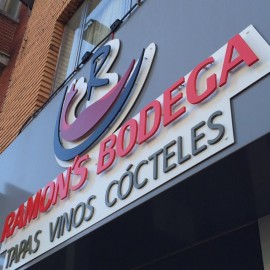 R
RAMON'S BODEGA
TAPAS VINOS CÓCTELES